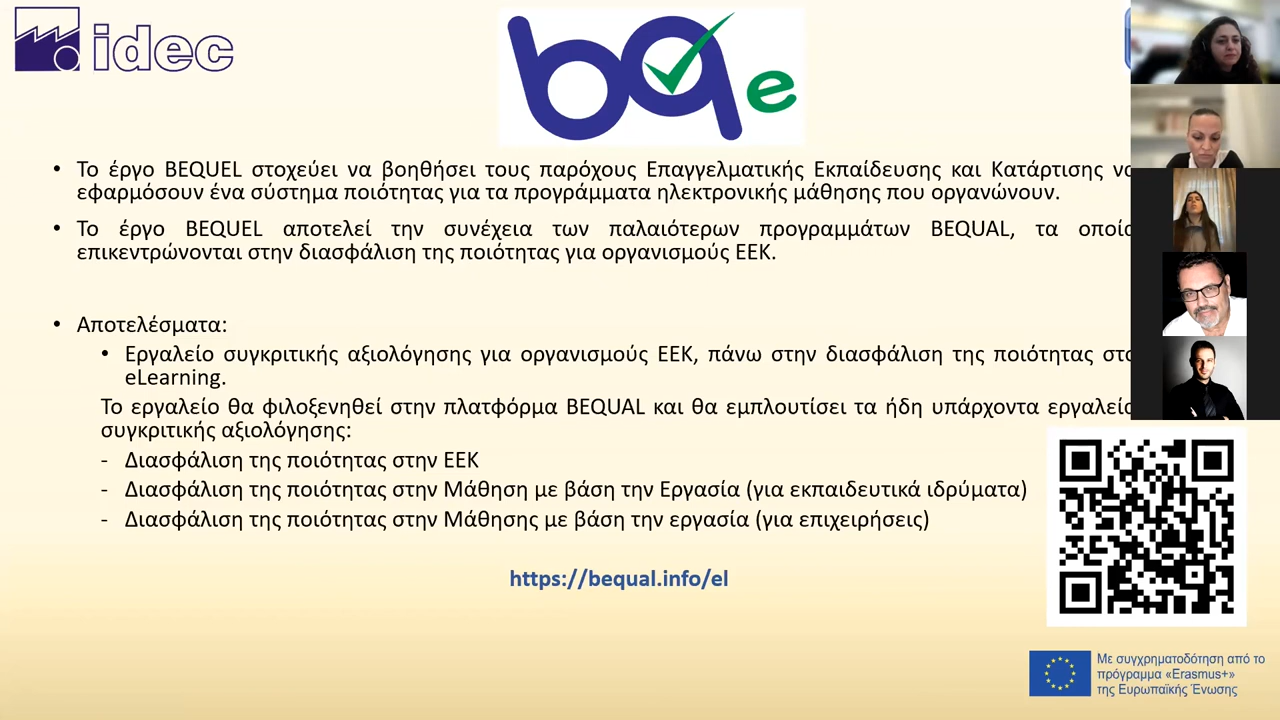 idec
bq e
• Το έργο BEQUEL στοχεύει να βοηθήσει τους παρόχους Επαγγελματικής Εκπαίδευσης και Κατάρτισης να
εφαρμόσουν ένα σύστημα ποιότητας για τα προγράμματα ηλεκτρονικής μάθησης που οργανώνουν.
• Το έργο BEQUEL αποτελεί την συνέχεια των παλαιότερων προγραμμάτων BEQUAL, τα οποία
επικεντρώνονται στην διασφάλιση της ποιότητας για οργανισμούς ΕΕΚ.
• Αποτελέσματα:
• Εργαλείο συγκριτικής αξιολόγησης για οργανισμούς ΕΕΚ, πάνω στην διασφάλιση της ποιότητας στο
eLearning.
Το εργαλείο θα φιλοξενηθεί στην πλατφόρμα BEQUAL και θα εμπλουτίσει τα ήδη υπάρχοντα εργαλεία
συγκριτικής αξιολόγησης:
- Διασφάλιση της ποιότητας στην ΕΕΚ
- Διασφάλιση της ποιότητας στην Μάθηση με βάση την Εργασία (για εκπαιδευτικά ιδρύματα)
- Διασφάλιση της ποιότητας στην Μάθησης με βάση την εργασία (για επιχειρήσεις)
https://bequal.info/el
Με συγχρηματοδότηση από το
πρόγραμμα «Erasmus+»
της Ευρωπαϊκής Ένωσης